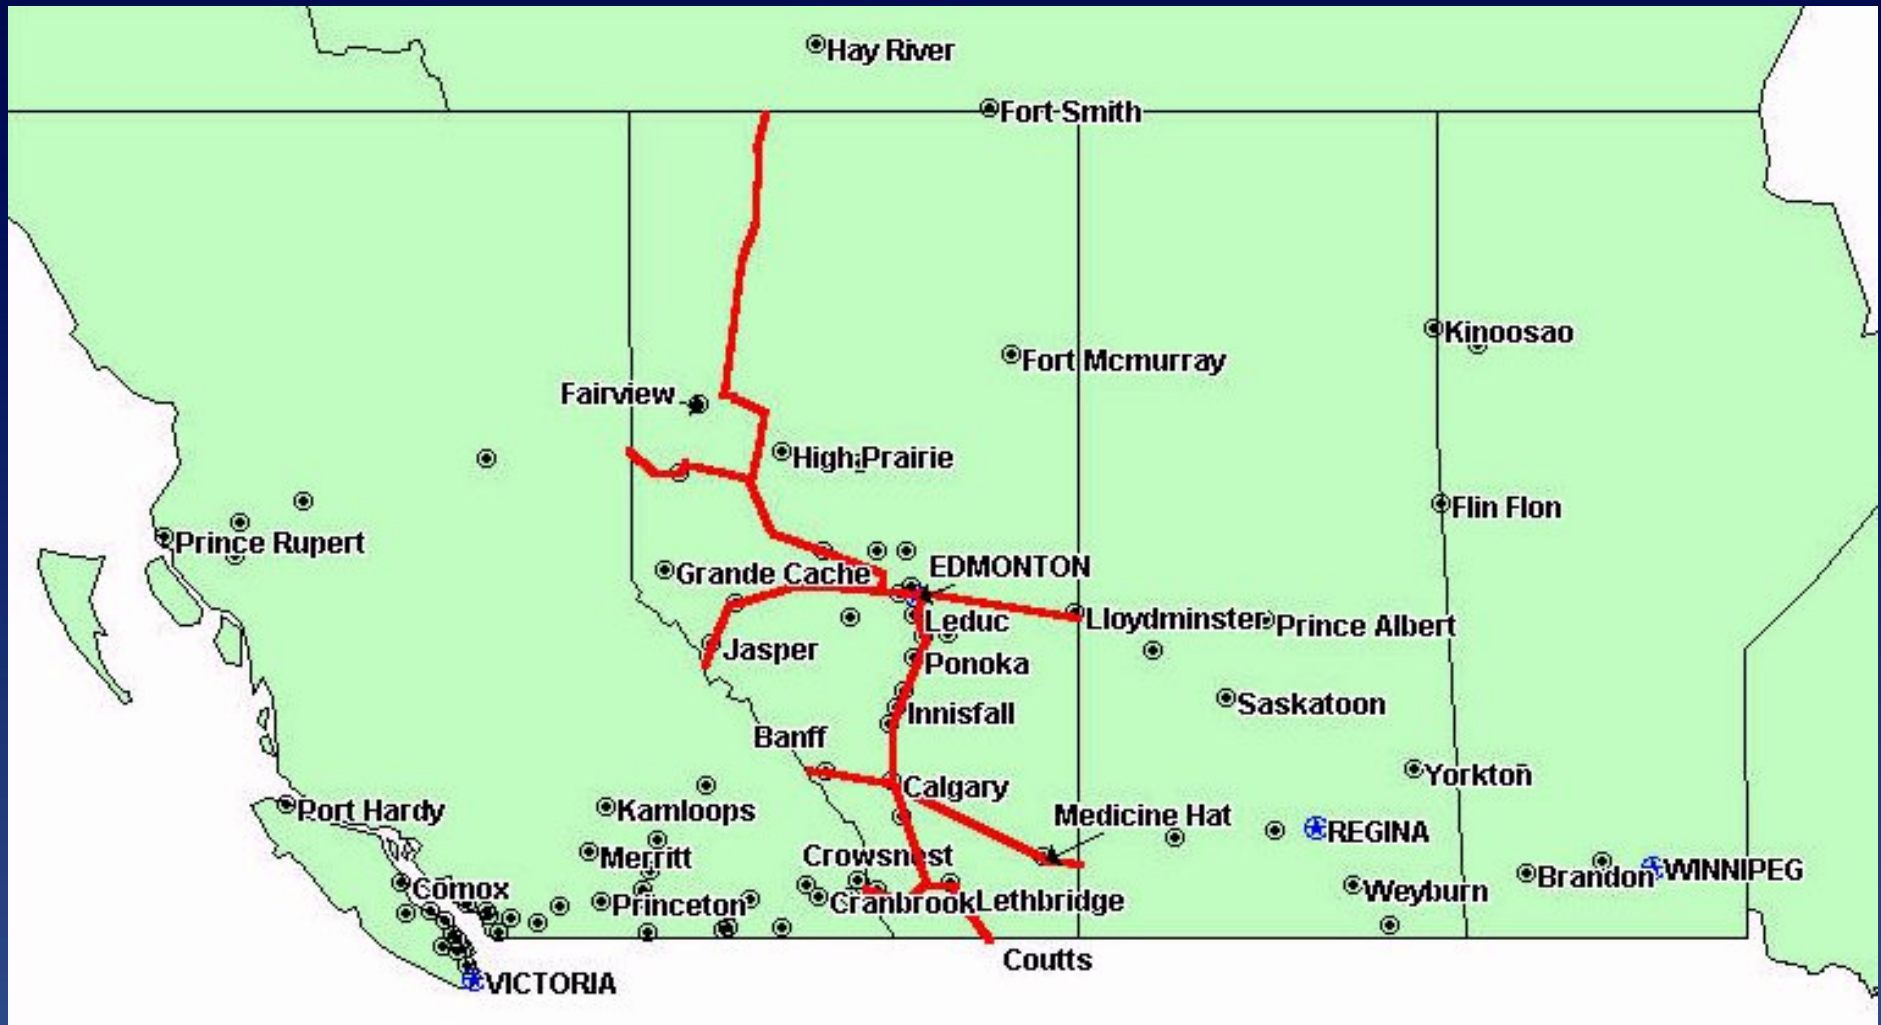 Hay River
Fort Smith
Kinoosao
Fort Mcmurray
Fairview
High Prairie
Flin Flon
Prince Rupert
EDMONTON
Grande Cache
Leduc
Lloydminster
Prince Albert
Jasper
Ponoka
Saskatoon
Innisfall
Banff
Yorkton
Calgary
Port Hardy
Kamloops
Medicine Hat
REGINA
Merritt
Crowsnest
WINNIPEG
Brandon
Comox
Weyburn
Princeton
Cranbrook
Lethbridge
Coutts
VICTORIA